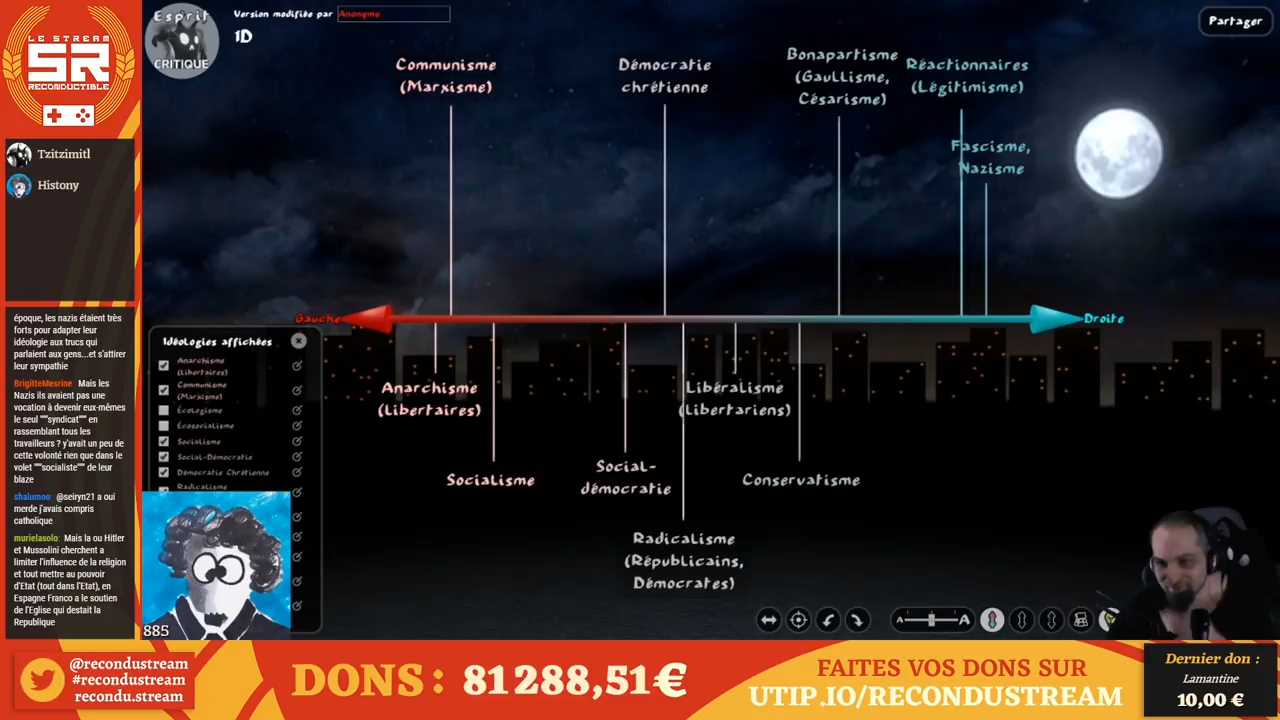 LE STREAM
SR
RECONDUCTIBLE
Tzitzimitl
Histony
époque, les nazis étaient très
forts pour adapter leur
idéologie aux trucs qui
parlaient aux gens...et s'attirer
leur sympathie
BrigitteMesrine Mais les
Nazis ils avaient pas une
vocation à devenir eux-mêmes
le seul """syndicat"" en
rassemblant tous les
travailleurs ? y'avait un peu de
cette volonté rien que dans le
volet """socialiste"" de leur
blaze
shalumoo: @seiryn21 a oui
merde j'avais compris
catholique
murielasolo: Mais la ou Hitler
et Mussolini cherchent a
limiter l'influence de la religion
et tout mettre au pouvoir
d'Etat (tout dans l'Etat), en
Espagne Franco a le soutien
de l'Eglise qui destait la
Republique
Esprit
CRITIQUE
Version modifiée par Anonyme
1D
Partager
Communisme
(Marxisme)
Démocratie
chrétienne
Bonapartisme
(Gaullisme,
Césarisme)
Réactionnaires
(Légitimisme)
Fascisme,
Nazisme
Gauche
Droite
Anarchisme
(Libertaires)
Libéralisme
(libertariens)
Socialisme
Social-
démocratie
Conservatisme
Radicalisme
(Républicains,
Démocrates)
Idéologies affichées
Anarchisme
(Libertaires)
Communisme
(Marxisme)
Écologisme
Écosocialisme
Socialisme
Social-Démocratie
Démocratie Chrétienne
Radicalisme
885
A A
@recondustream
#recondustream
recondu.stream
DONS : 81288,51€
FAITES VOS DONS SUR
UTIP.IO/RECONDUSTREAM
Dernier don :
Lamantine
10,00 €